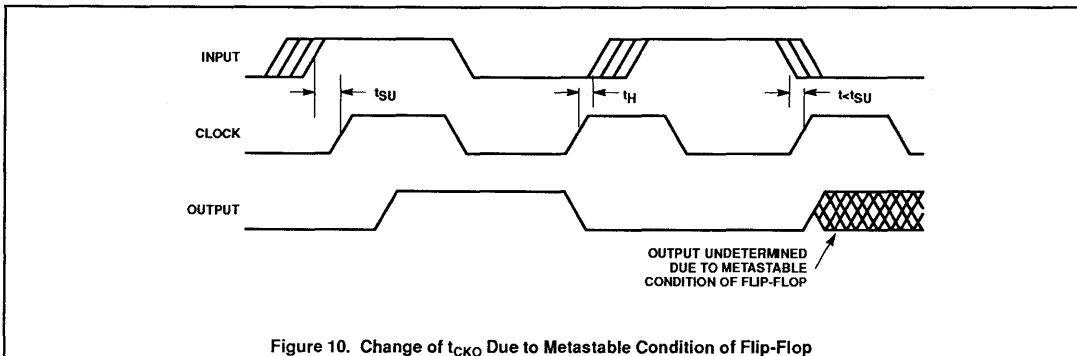 INPUT
tSU
tH
t<tSU
CLOCK
OUTPUT
OUTPUT UNDETERMINED
DUE TO METASTABLE
CONDITION OF FLIP-FLOP
Figure 10. Change of tCKO Due to Metastable Condition of Flip-Flop